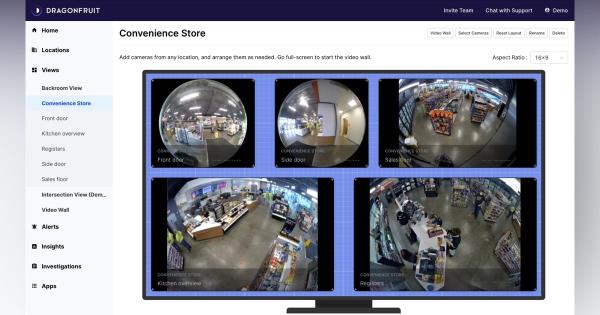 DRAGONFRUIT
Invite Team
Chat with Support
Demo
Home
Locations
Views
Backroom View
Convenience Store
Front door
Kitchen overview
Registers
Side door
Sales floor
Intersection View (Dem...
Video Wall
Alerts
Insights
Investigations
Apps
Convenience Store
Video Wall
Select Cameras
Reset Layout
Rename
Delete
Add cameras from any location, and arrange them as needed. Go full-screen to start the video wall.
Aspect Ratio :
16x9
CONVENIENCE STORE
Front door
CONVENIENCE STORE
Side door
CONVENIENCE STORE
Sales floor
CONVENIENCE STORE
Kitchen overview
CONVENIENCE STORE
Registers